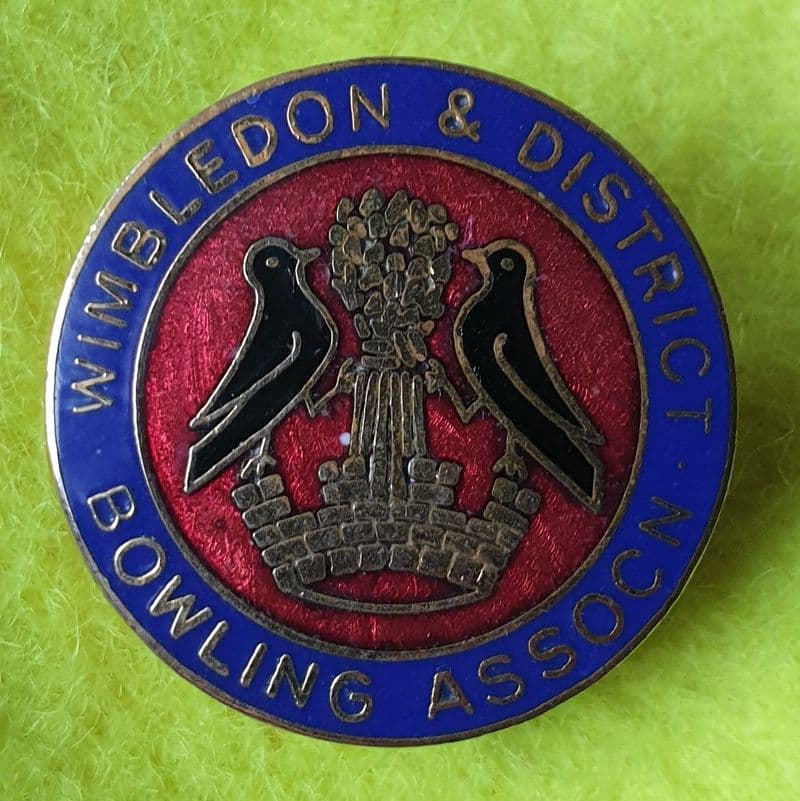 WIMBLEDON & DISTRICT
· BOWLING ASSOCN ·